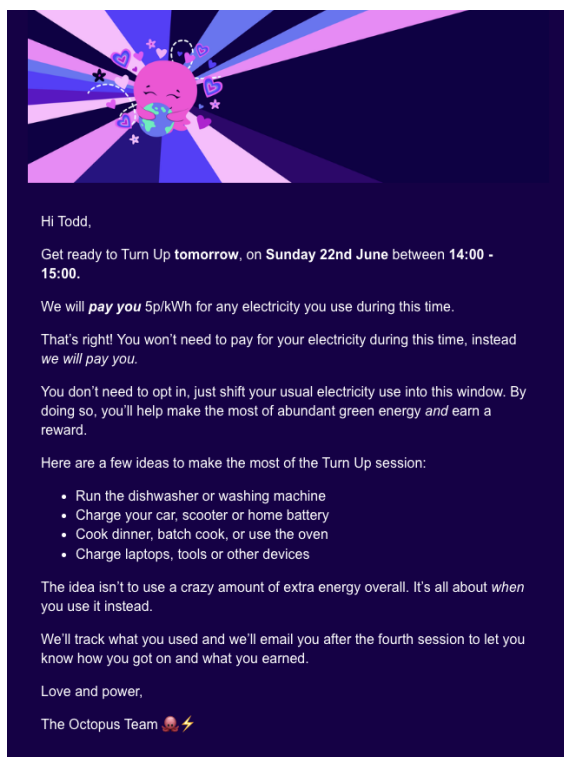 Hi Todd,
Get ready to Turn Up tomorrow, on Sunday 22nd June between 14:00 -
15:00.
We will pay you 5p/kWh for any electricity you use during this time.
That’s right! You won’t need to pay for your electricity during this time, instead
we will pay you.
You don’t need to opt in, just shift your usual electricity use into this window. By
doing so, you’ll help make the most of abundant green energy and earn a
reward.
Here are a few ideas to make the most of the Turn Up session:
• Run the dishwasher or washing machine
• Charge your car, scooter or home battery
• Cook dinner, batch cook, or use the oven
• Charge laptops, tools or other devices
The idea isn’t to use a crazy amount of extra energy overall. It’s all about when
you use it instead.
We’ll track what you used and we’ll email you after the fourth session to let you
know how you got on and what you earned.
Love and power,
The Octopus Team 🐙⚡